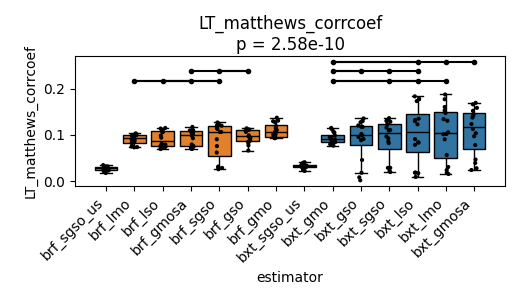 LT_matthews_corrcoef
p = 2.58e-10
LT_matthews_corrcoef
0.2
0.1
0.0
brf_sgso_us
brf_lmo
brf_lso
brf_gmosa
brf_sgso
brf_gso
brf_gmo
bxt_sgso_us
bxt_gmo
bxt_gso
bxt_sgso
bxt_lso
bxt_lmo
bxt_gmosa
estimator